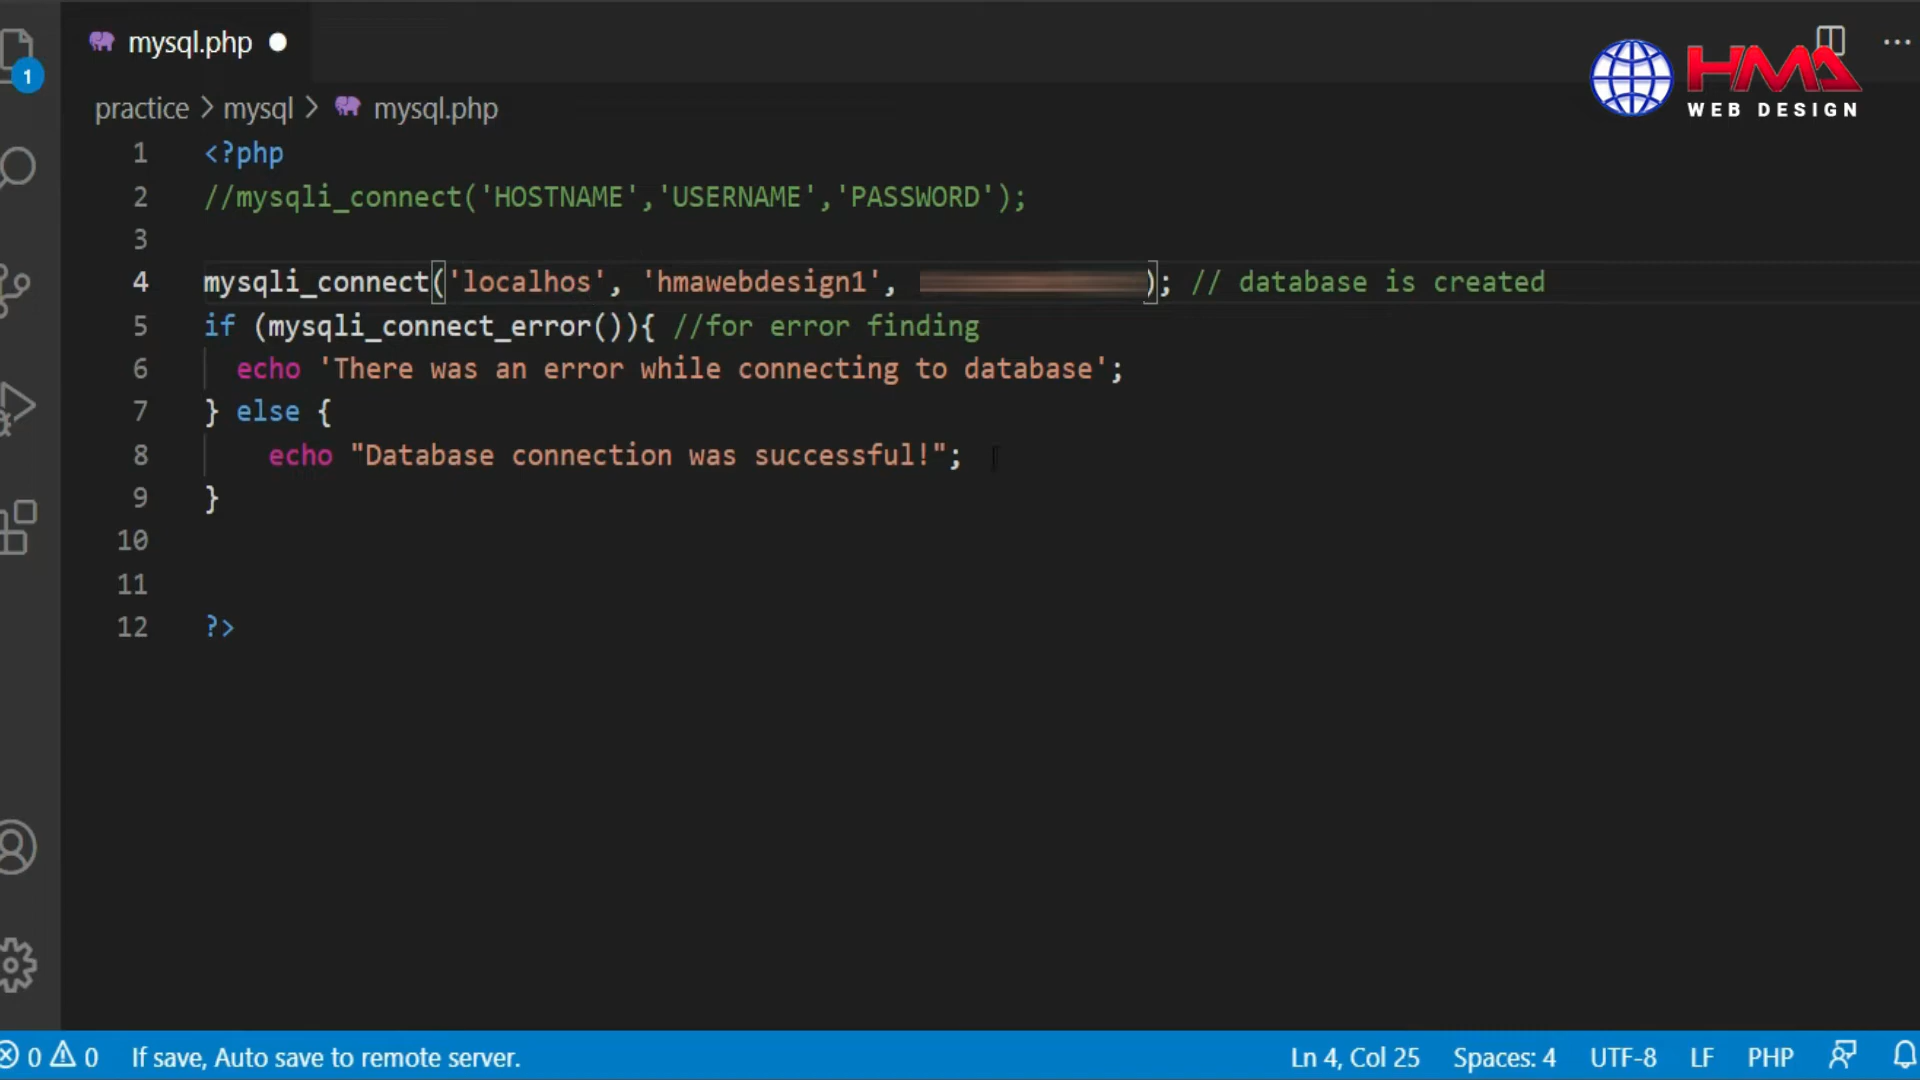 mysql.php
HMA
WEB DESIGN
1
practice > mysql > mysql.php
1 <?php
2 //mysqli_connect('HOSTNAME','USERNAME','PASSWORD');
3
4 mysqli_connect('localhos', 'hmawebdesign1', ); // database is created
5 if (mysqli_connect_error()){ //for error finding
6 echo 'There was an error while connecting to database';
7 } else {
8 echo "Database connection was successful!";
9 }
10
11
12 ?>
0 0 If save, Auto save to remote server. Ln 4, Col 25 Spaces: 4 UTF-8 LF PHP